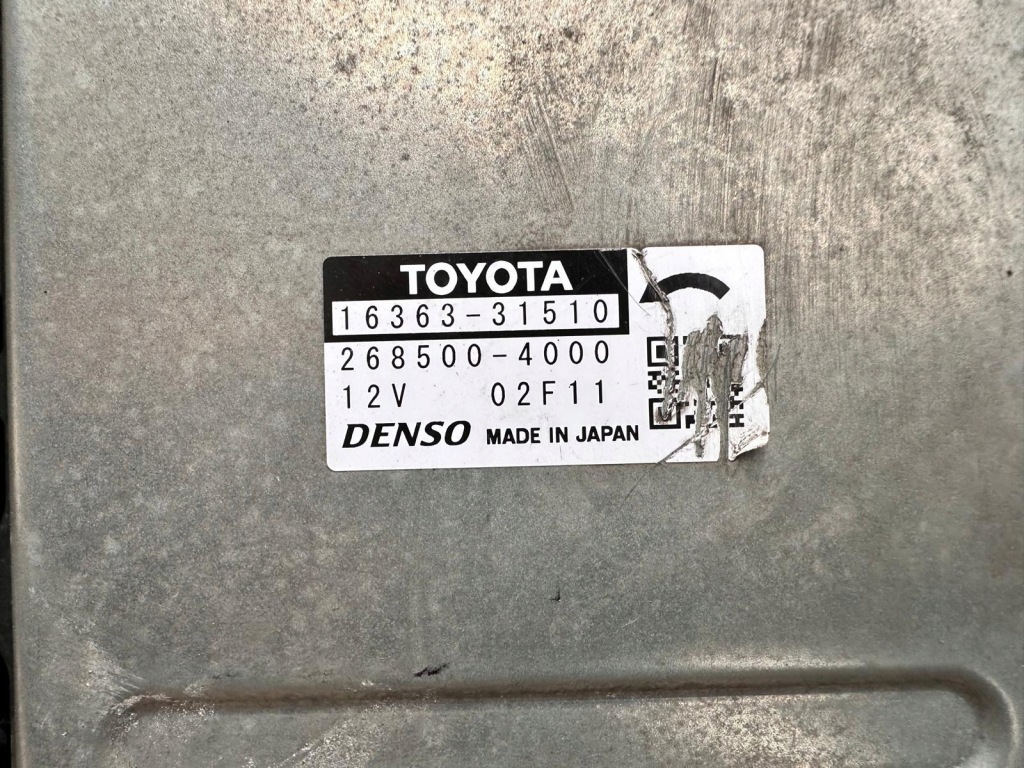 TOYOTA
16363-31510
268500-4000
12V 02F11
DENSO MADE IN JAPAN